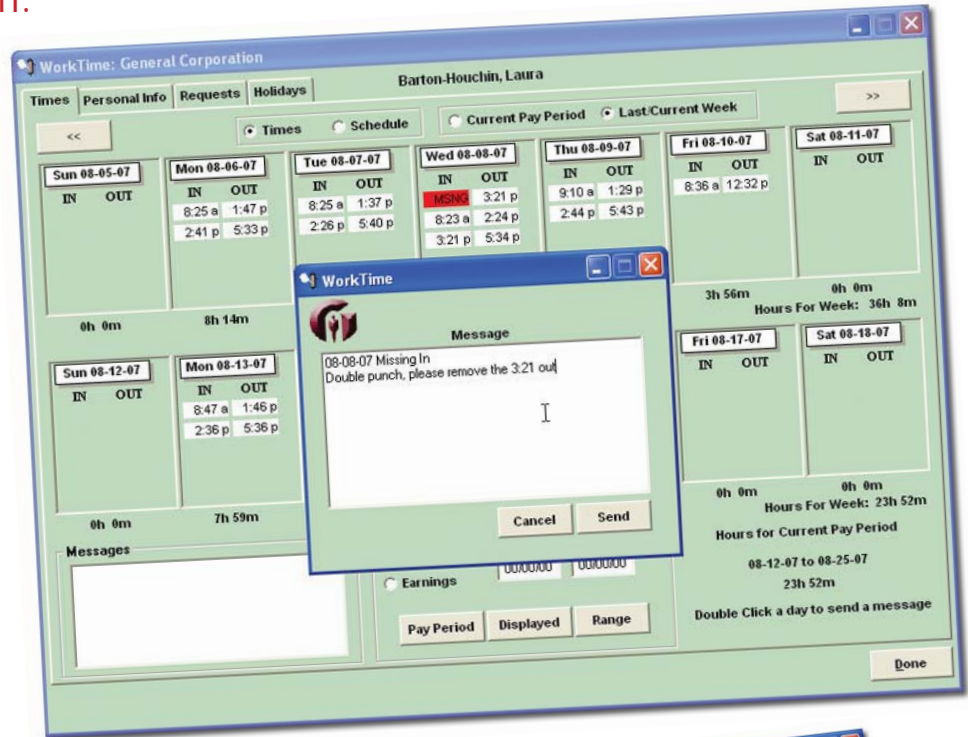 IT.
WorkTime: General Corporation
Times Personal Info Requests Holidays
Barton-Houchin, Laura
<< Times Schedule Current Pay Period Last/Current Week >>
Sun 08-05-07 Mon 08-06-07 Tue 08-07-07 Wed 08-08-07 Thu 08-09-07 Fri 08-10-07 Sat 08-11-07
IN OUT IN OUT IN OUT IN OUT IN OUT IN OUT IN OUT
8:25 a 1:47 p 8:25 a 1:37 p MSNG 3:21 p 9:10 a 1:29 p 8:36 a 12:32 p
2:41 p 5:33 p 2:26 p 5:40 p 8:23 a 2:24 p 2:44 p 5:43 p
3:21 p 5:34 p
0h 0m 8h 14m 3h 56m 0h 0m
Hours For Week: 36h 8m
WorkTime
Message
08-08-07 Missing In
Double punch, please remove the 3:21 out
Cancel Send
Sun 08-12-07 Mon 08-13-07 Fri 08-17-07 Sat 08-18-07
IN OUT IN OUT IN OUT IN OUT
8:47 a 1:46 p
2:36 p 5:36 p
0h 0m 7h 59m 0h 0m 0h 0m
Hours For Week: 23h 52m
Messages
Earnings 00/00/00 00/00/00
Pay Period Displayed Range
Hours for Current Pay Period
08-12-07 to 08-25-07
23h 52m
Double Click a day to send a message
Done